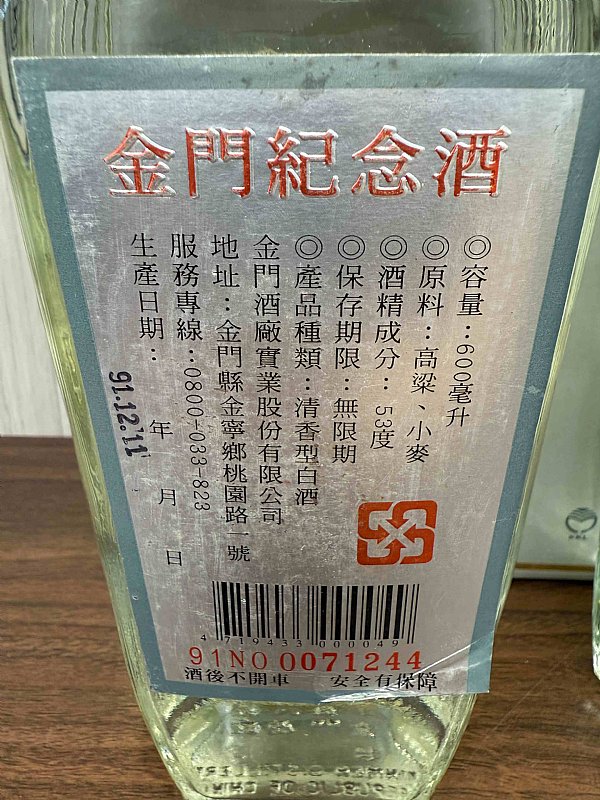 金門紀念酒
◎容量：600毫升
◎原料：高粱、小麥
◎酒精成分：53度
◎保存期限：無限期
◎產品種類：清香型白酒
金門酒廠實業股份有限公司
地址：金門縣金寧鄉桃園路一號
服務專線：0800-033-823
生產日期： 年 月 日
91.12.11
4 719433 000049
91NO 0071244
酒後不開車 安全有保障